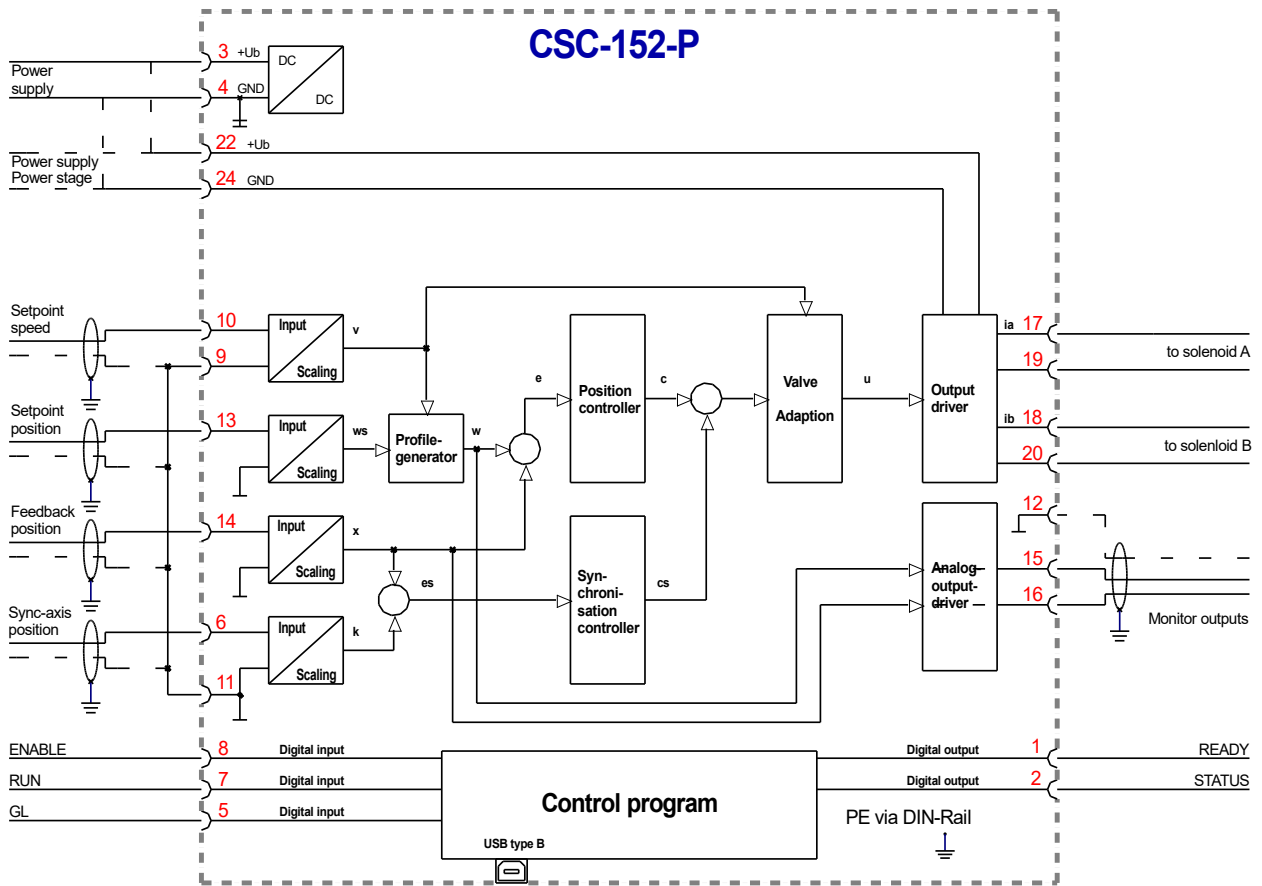 CSC-152-P
Power
supply
3 +Ub
4 GND
DC
DC
Power supply
Power stage
22 +Ub
24 GND
Setpoint
speed
10
9
Input
Scaling
v
Setpoint
position
13
Input
Scaling
ws
Profile-
generator
w
e
Position
controller
c
Valve
Adaption
u
Output
driver
ia 17
19
to solenoid A
ib 18
20
to solenloid B
Feedback
position
14
Input
Scaling
x
es
Syn-
chroni-
sation
controller
cs
Analog-
output-
driver
12
15
16
Monitor outputs
Sync-axis
position
6
11
Input
Scaling
k
ENABLE
8
Digital input
RUN
7
Digital input
GL
5
Digital input
Control program
USB type B
Digital output
1
READY
Digital output
2
STATUS
PE via DIN-Rail